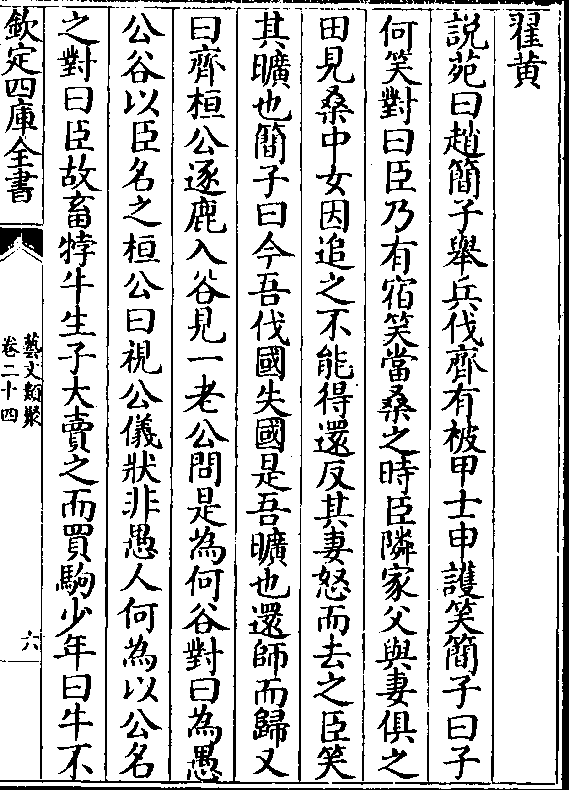 翟黄
説苑曰趙簡子舉兵伐齊有被甲士申護笑簡子曰子
何笑對曰臣乃有宿笑當桑之時臣隣家父與妻俱之
田見桑中女因追之不能得還反其妻怒而去之臣笑
其曠也簡子曰今吾伐國失國是吾曠也還師而歸又
曰齊桓公逐鹿入谷見一老公問是為何谷對曰為愚
公谷以臣名之桓公曰視公儀狀非愚人何為以公名
之對曰臣故畜牸牛生子大賣之而買駒少年曰牛不
欽定四庫全書
藝文類聚
卷二十四
六